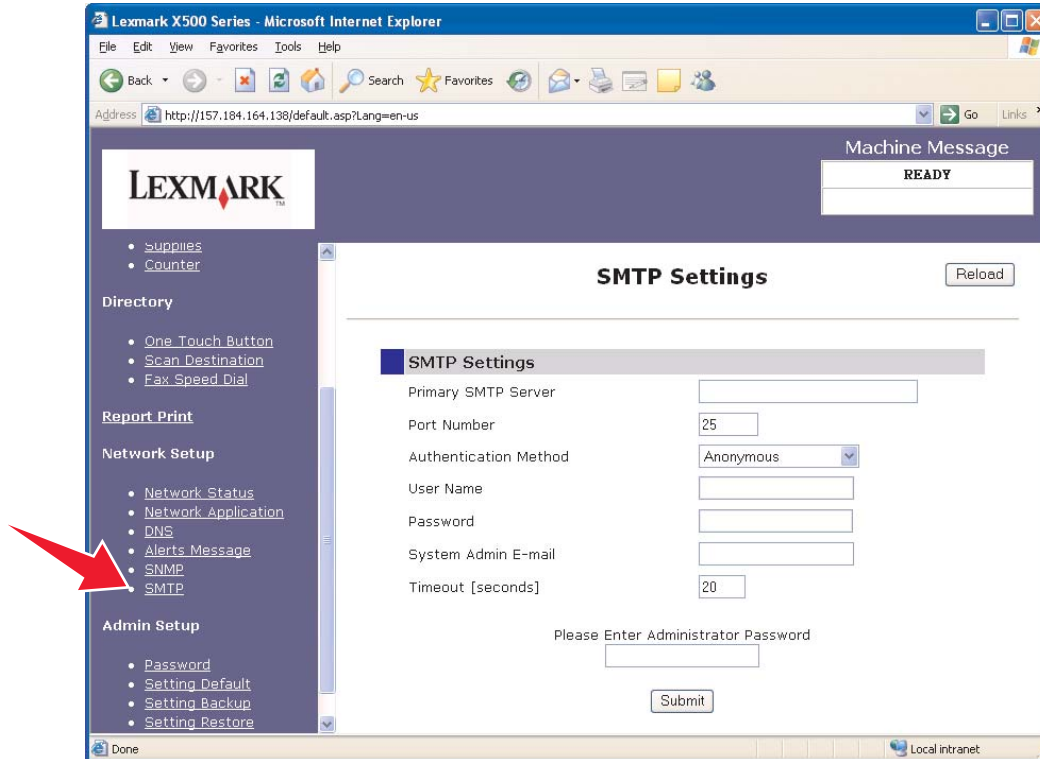 Lexmark X500 Series - Microsoft Internet Explorer
File Edit View Favorites Tools Help
Back Search Favorites
Address http://157.184.164.138/default.asp?Lang=en-us Go Links
Machine Message
READY
LEXMARK
TM
• Supplies
• Counter
Directory
• One Touch Button
• Scan Destination
• Fax Speed Dial
Report Print
Network Setup
• Network Status
• Network Application
• DNS
• Alerts Message
• SNMP
• SMTP
Admin Setup
• Password
• Setting Default
• Setting Backup
• Setting Restore
SMTP Settings Reload
SMTP Settings
Primary SMTP Server
Port Number 25
Authentication Method Anonymous
User Name
Password
System Admin E-mail
Timeout [seconds] 20
Please Enter Administrator Password
Submit
Done Local intranet